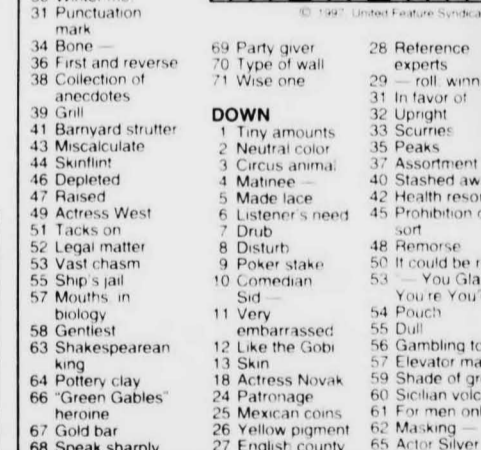 31 Punctuation
mark
34 Bone —
36 First and reverse
38 Collection of
anecdotes
39 Grill
41 Barnyard strutter
43 Miscalculate
44 Skinflint
46 Depleted
47 Raised
49 Actress West
51 Tacks on
52 Legal matter
53 Vast chasm
55 Ship's jail
57 Mouths, in
biology
58 Gentlest
63 Shakespearean
king
64 Pottery clay
66 "Green Gables"
heroine
67 Gold bar
68 Speak sharply
© 1997 United Feature Syndica
69 Party giver
70 Type of wall
71 Wise one
DOWN
1 Tiny amounts
2 Neutral color
3 Circus animal
4 Matinee —
5 Made lace
6 Listener's need
7 Drub
8 Disturb
9 Poker stake
10 Comedian
Sid —
11 Very
embarrassed
12 Like the Gobi
13 Skin
18 Actress Novak
24 Patronage
25 Mexican coins
26 Yellow pigment
27 English county
28 Reference
experts
29 — roll: winn
31 In favor of
32 Upright
33 Scurries
35 Peaks
37 Assortment
40 Stashed aw
42 Health resor
45 Prohibition o
sort
48 Remorse
50 It could be r
53 — You Gla
You're You
54 Pouch
55 Dull
56 Gambling to
57 Elevator ma
59 Shade of gr
60 Sicilian volc
61 For men onl
62 Masking —
65 Actor Silver